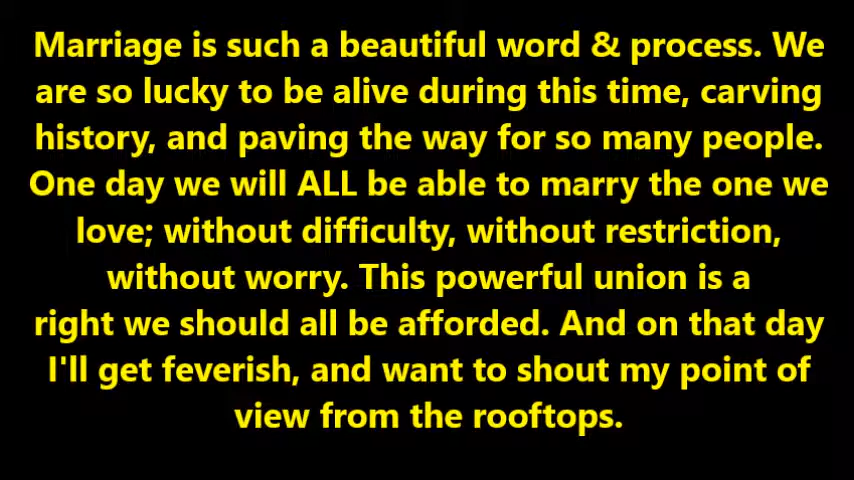 Marriage is such a beautiful word & process. We
are so lucky to be alive during this time, carving
history, and paving the way for so many people.
One day we will ALL be able to marry the one we
love; without difficulty, without restriction,
without worry. This powerful union is a
right we should all be afforded. And on that day
I'll get feverish, and want to shout my point of
view from the rooftops.